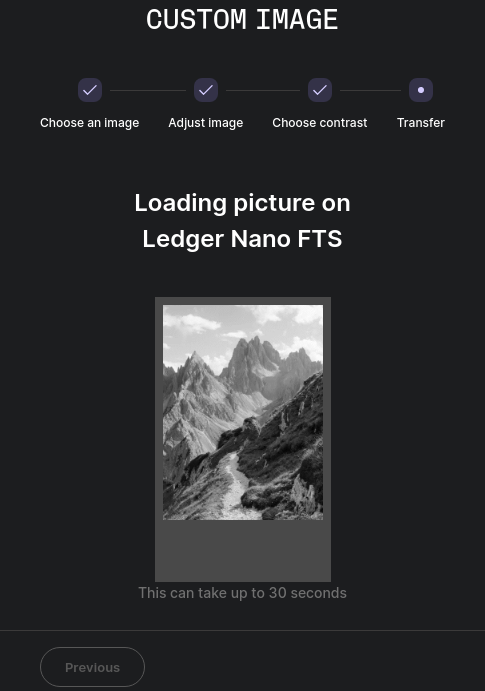 CUSTOM IMAGE
Choose an image Adjust image Choose contrast Transfer
Loading picture on
Ledger Nano FTS
This can take up to 30 seconds
Previous